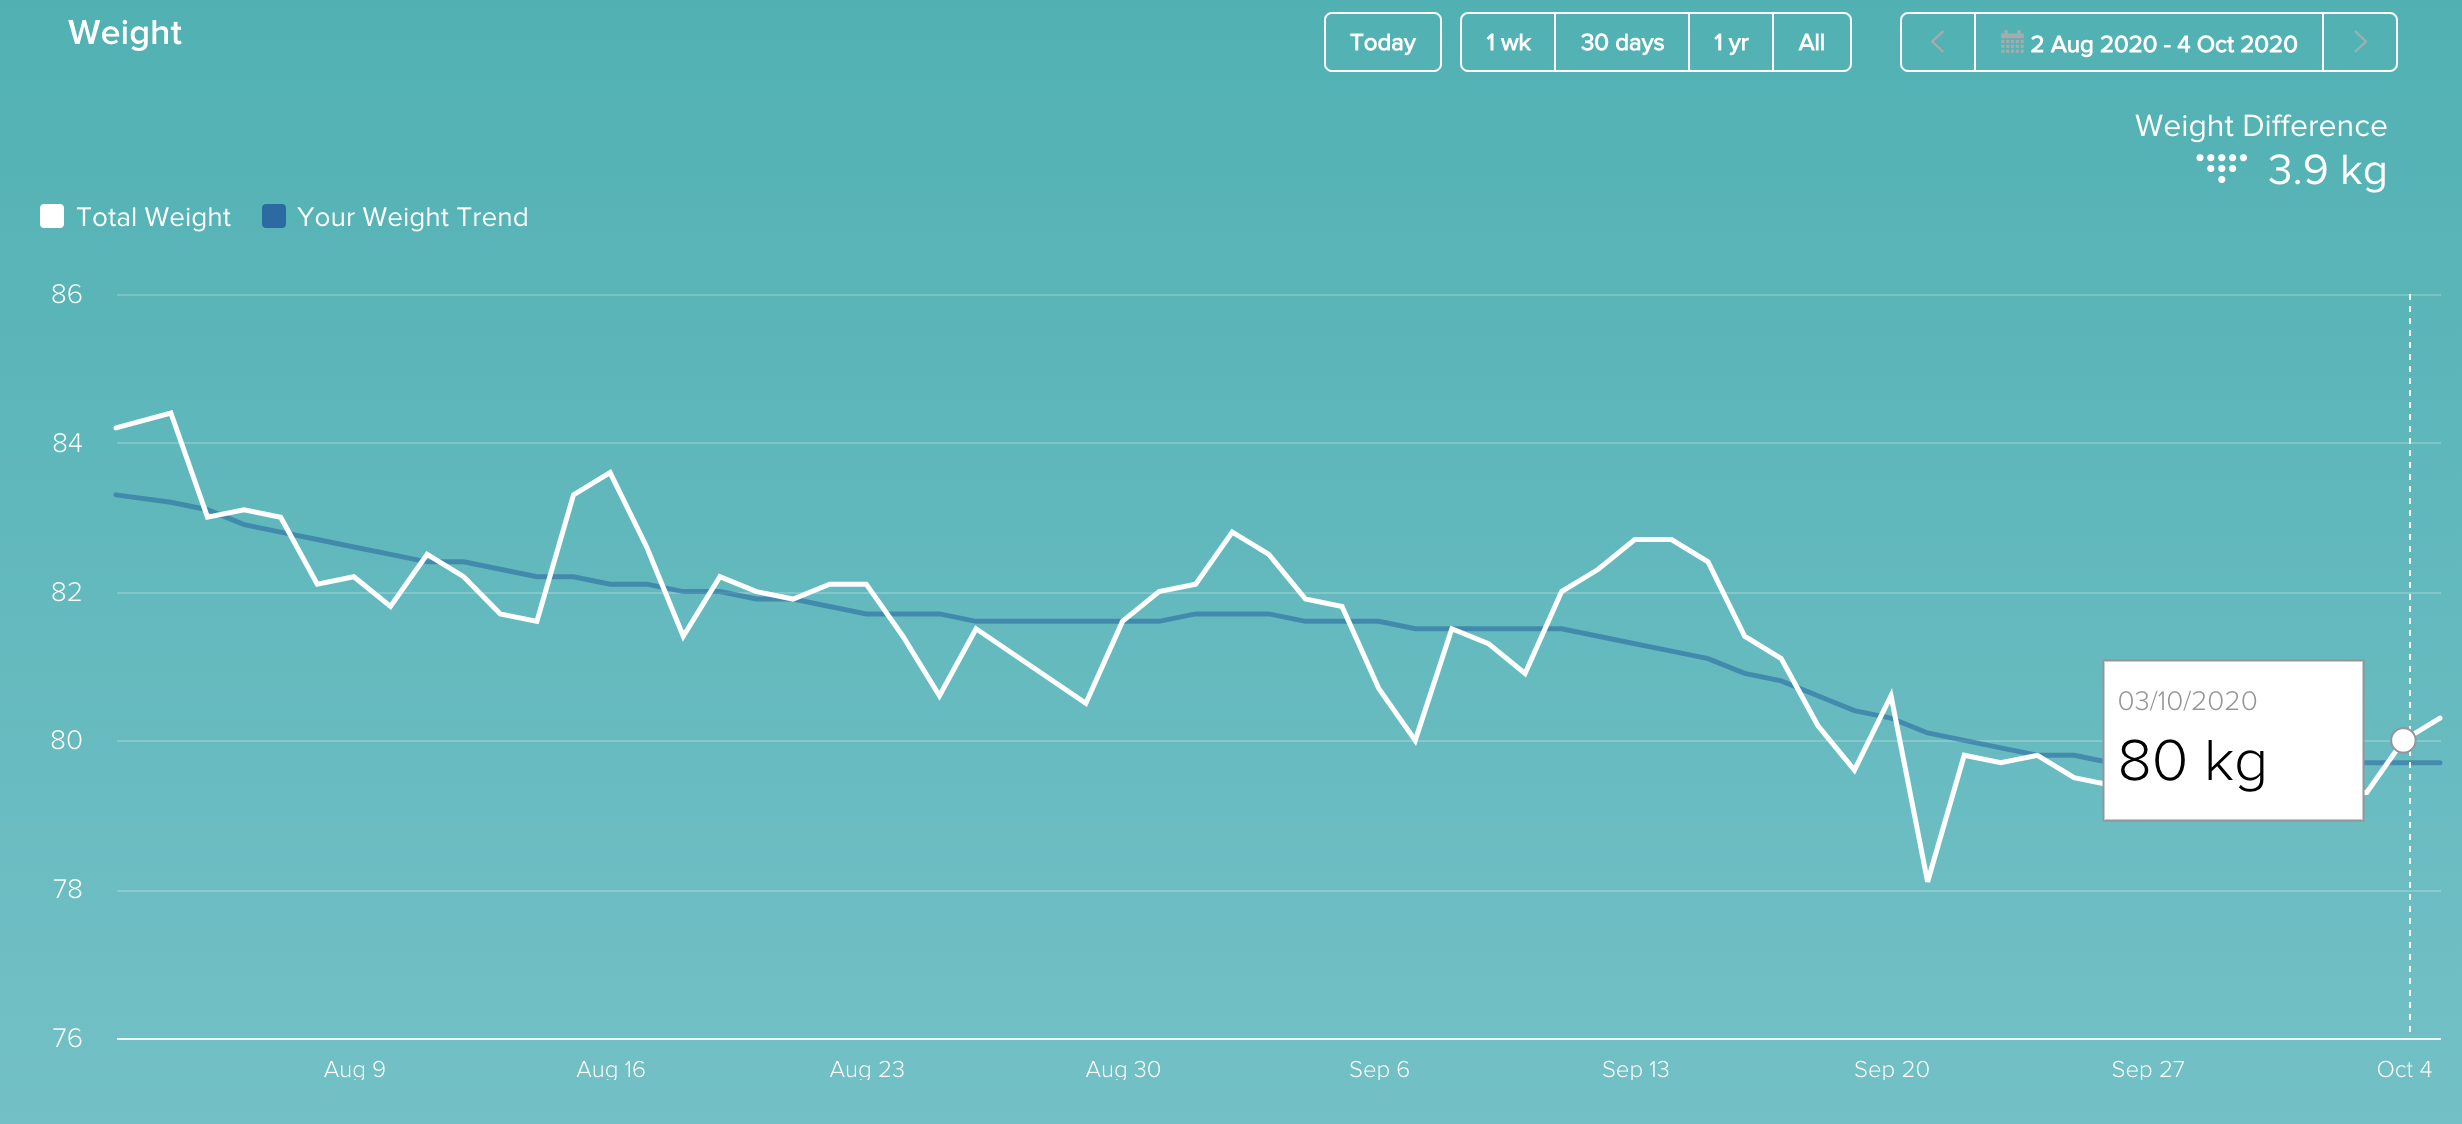 Weight
Today
1 wk
30 days
1 yr
All
2 Aug 2020 - 4 Oct 2020
Weight Difference
3.9 kg
Total Weight
Your Weight Trend
86
84
82
80
78
76
03/10/2020
80 kg
Aug 9
Aug 16
Aug 23
Aug 30
Sep 6
Sep 13
Sep 20
Sep 27
Oct 4